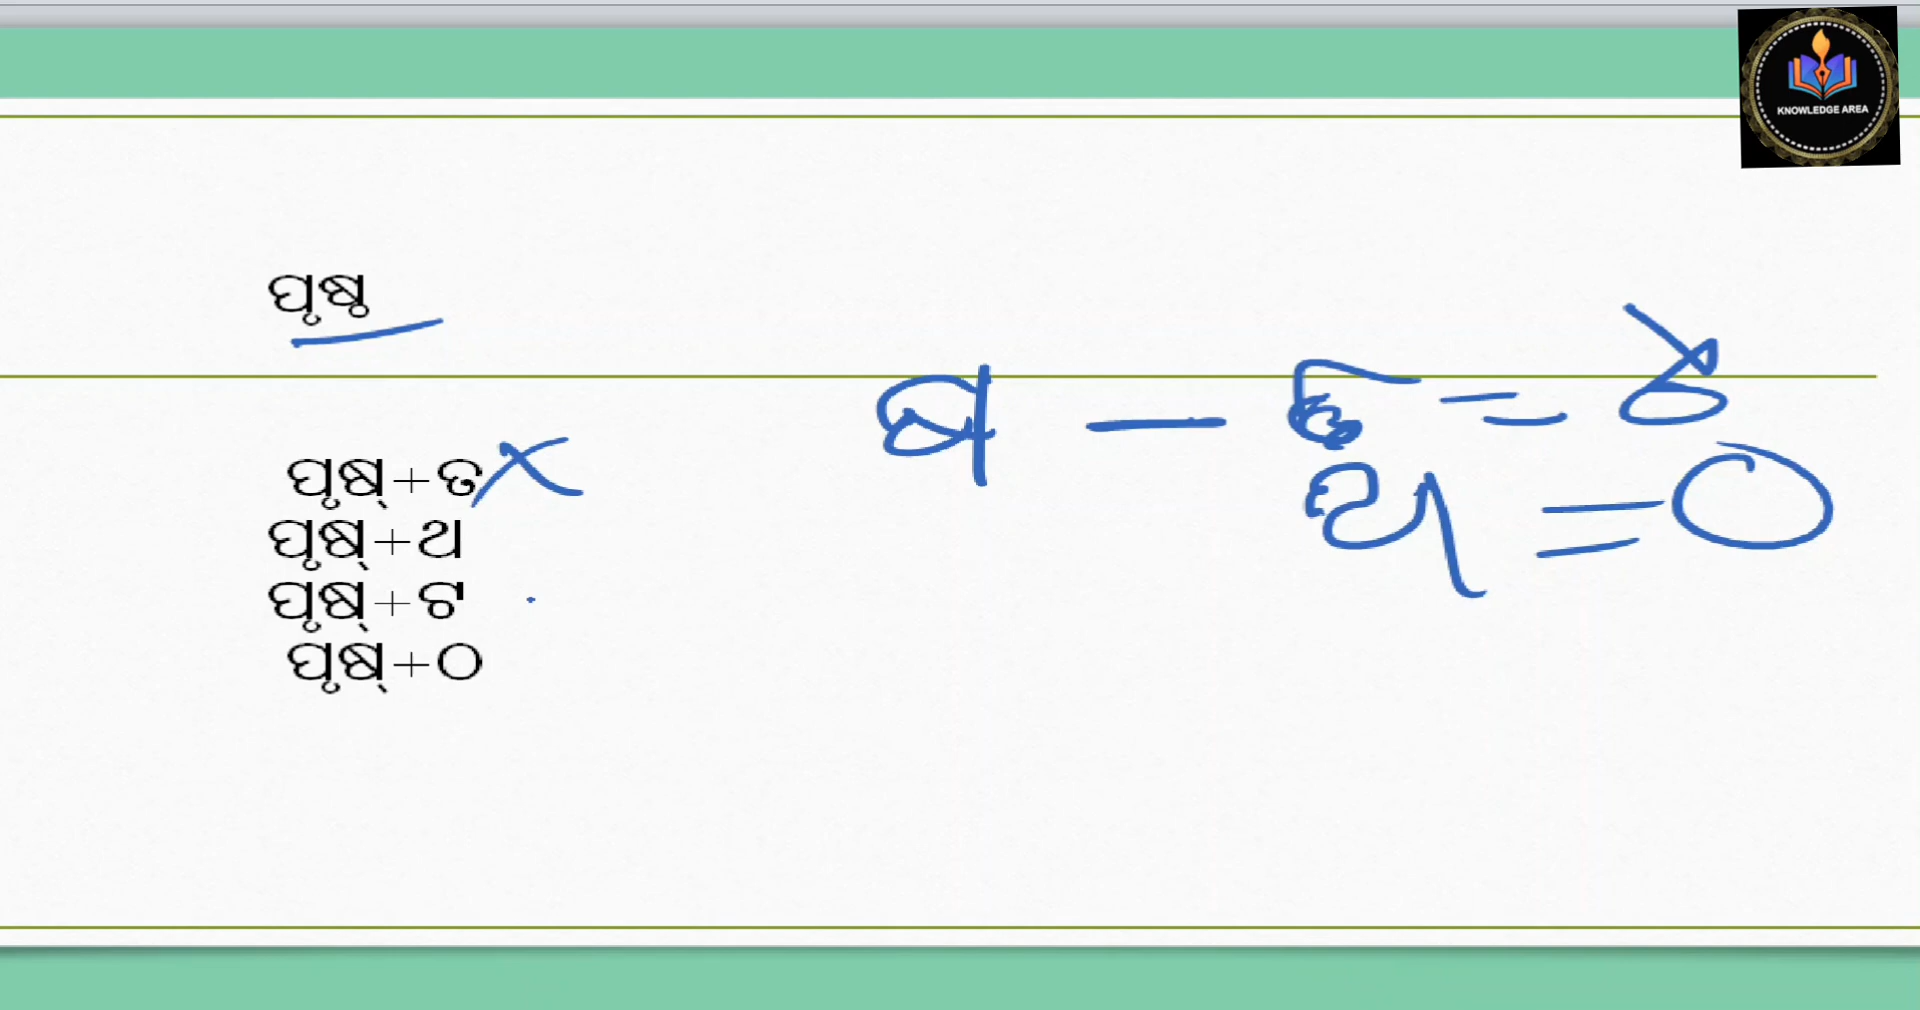 KNOWLEDGE AREA
ପୃଷ୍ଠ
ପୃଷ୍+ତ
ପୃଷ୍+ଥ
ପୃଷ୍+ଟ
ପୃଷ୍+ଠ
ଷ — ତ = ଟ
ଥ = ଠ